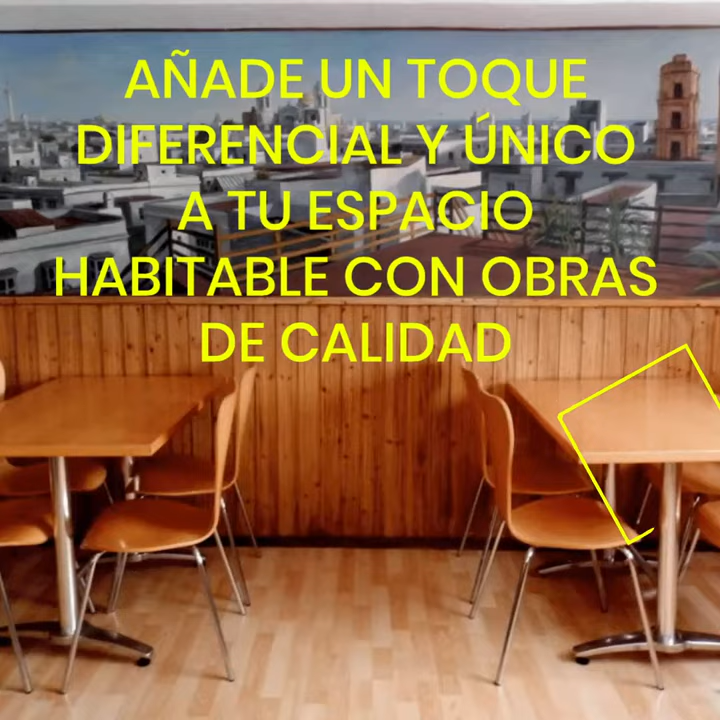 AÑADE UN TOQUE
DIFERENCIAL Y ÚNICO
A TU ESPACIO
HABITABLE CON OBRAS
DE CALIDAD